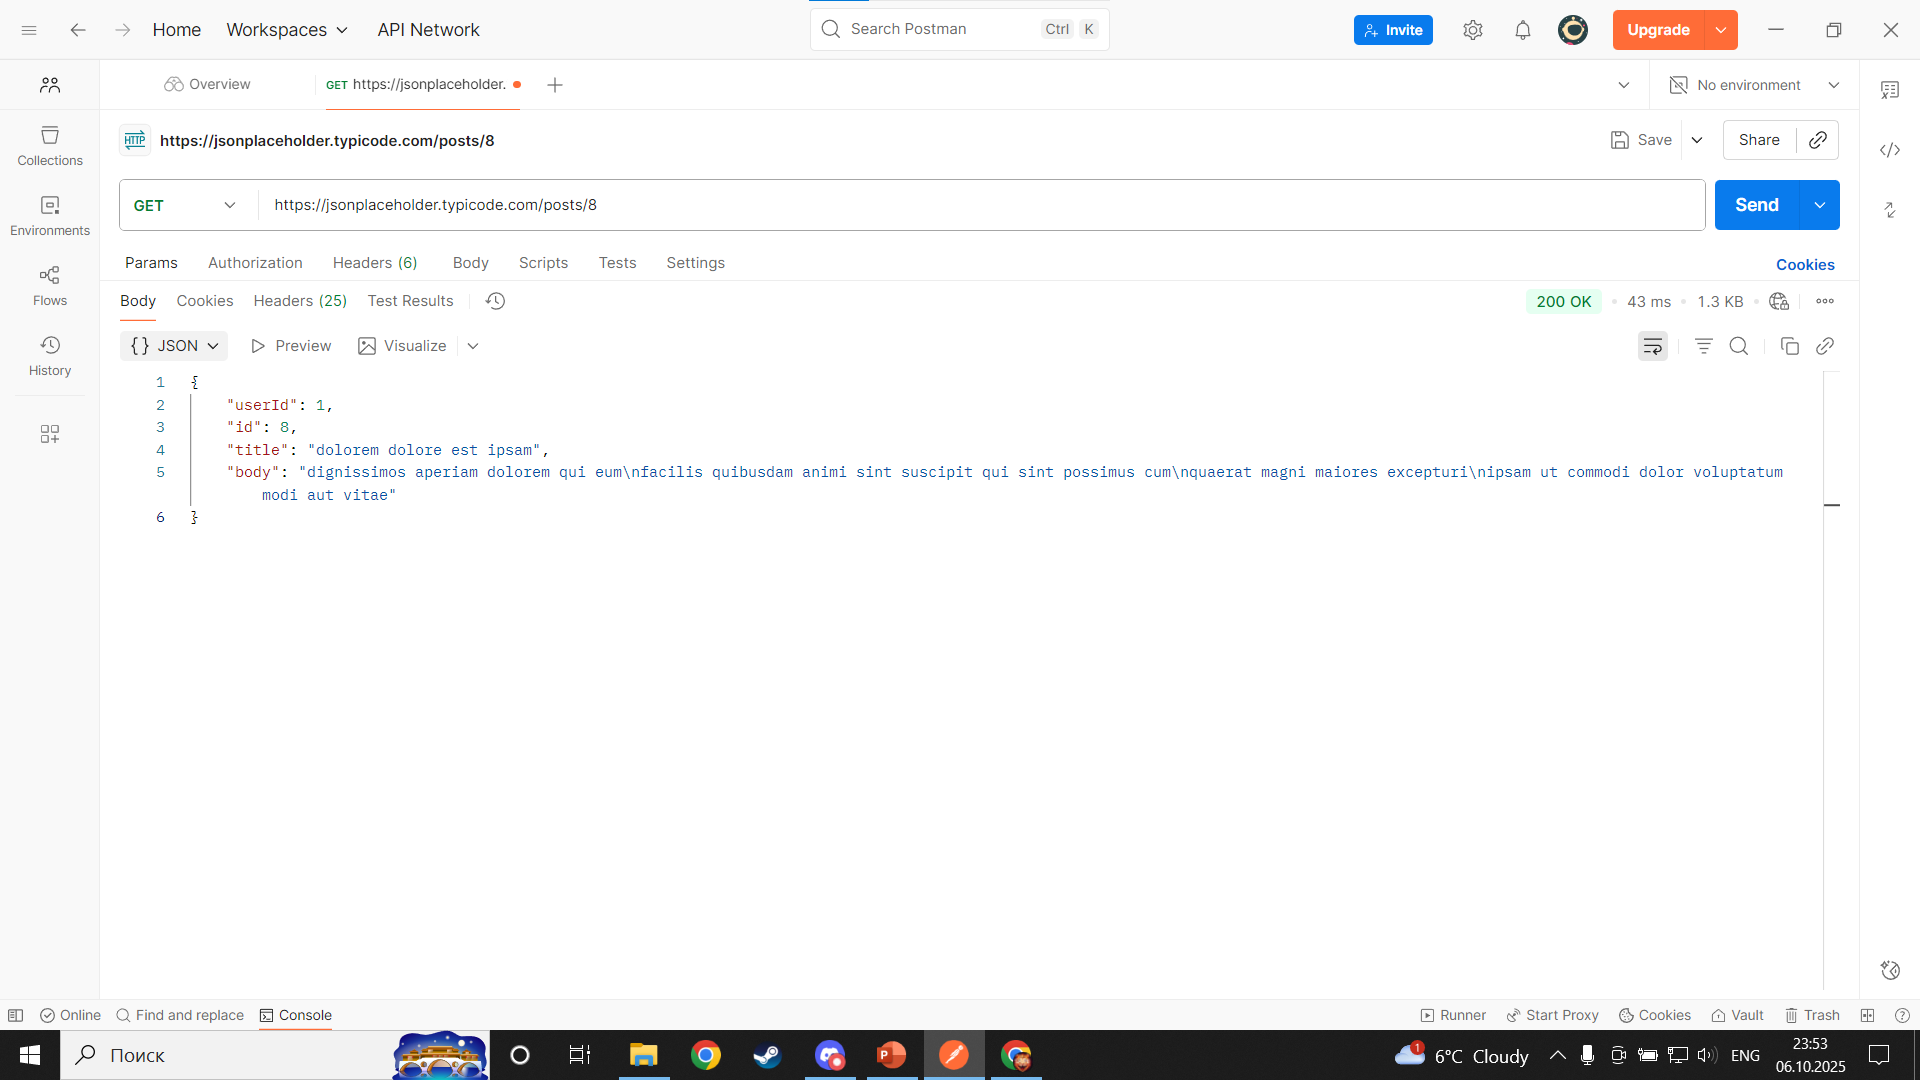 Home
Workspaces
API Network
Search Postman
Ctrl K
Invite
Upgrade
Overview
GET https://jsonplaceholder.
No environment
HTTP https://jsonplaceholder.typicode.com/posts/8
Save
Share
Collections
Environments
Flows
History
GET
https://jsonplaceholder.typicode.com/posts/8
Send
Params Authorization Headers (6) Body Scripts Tests Settings
Cookies
Body Cookies Headers (25) Test Results
200 OK • 43 ms • 1.3 KB •
{} JSON Preview Visualize
1 {
2 "userId": 1,
3 "id": 8,
4 "title": "dolorem dolore est ipsam",
5 "body": "dignissimos aperiam dolorem qui eum\nfacilis quibusdam animi sint suscipit qui sint possimus cum\nquaerat magni maiores excepturi\nipsam ut commodi dolor voluptatum
modi aut vitae"
6 }
Online Find and replace Console
Runner Start Proxy Cookies Vault Trash
Поиск
1
6°C Cloudy
ENG
23:53
06.10.2025